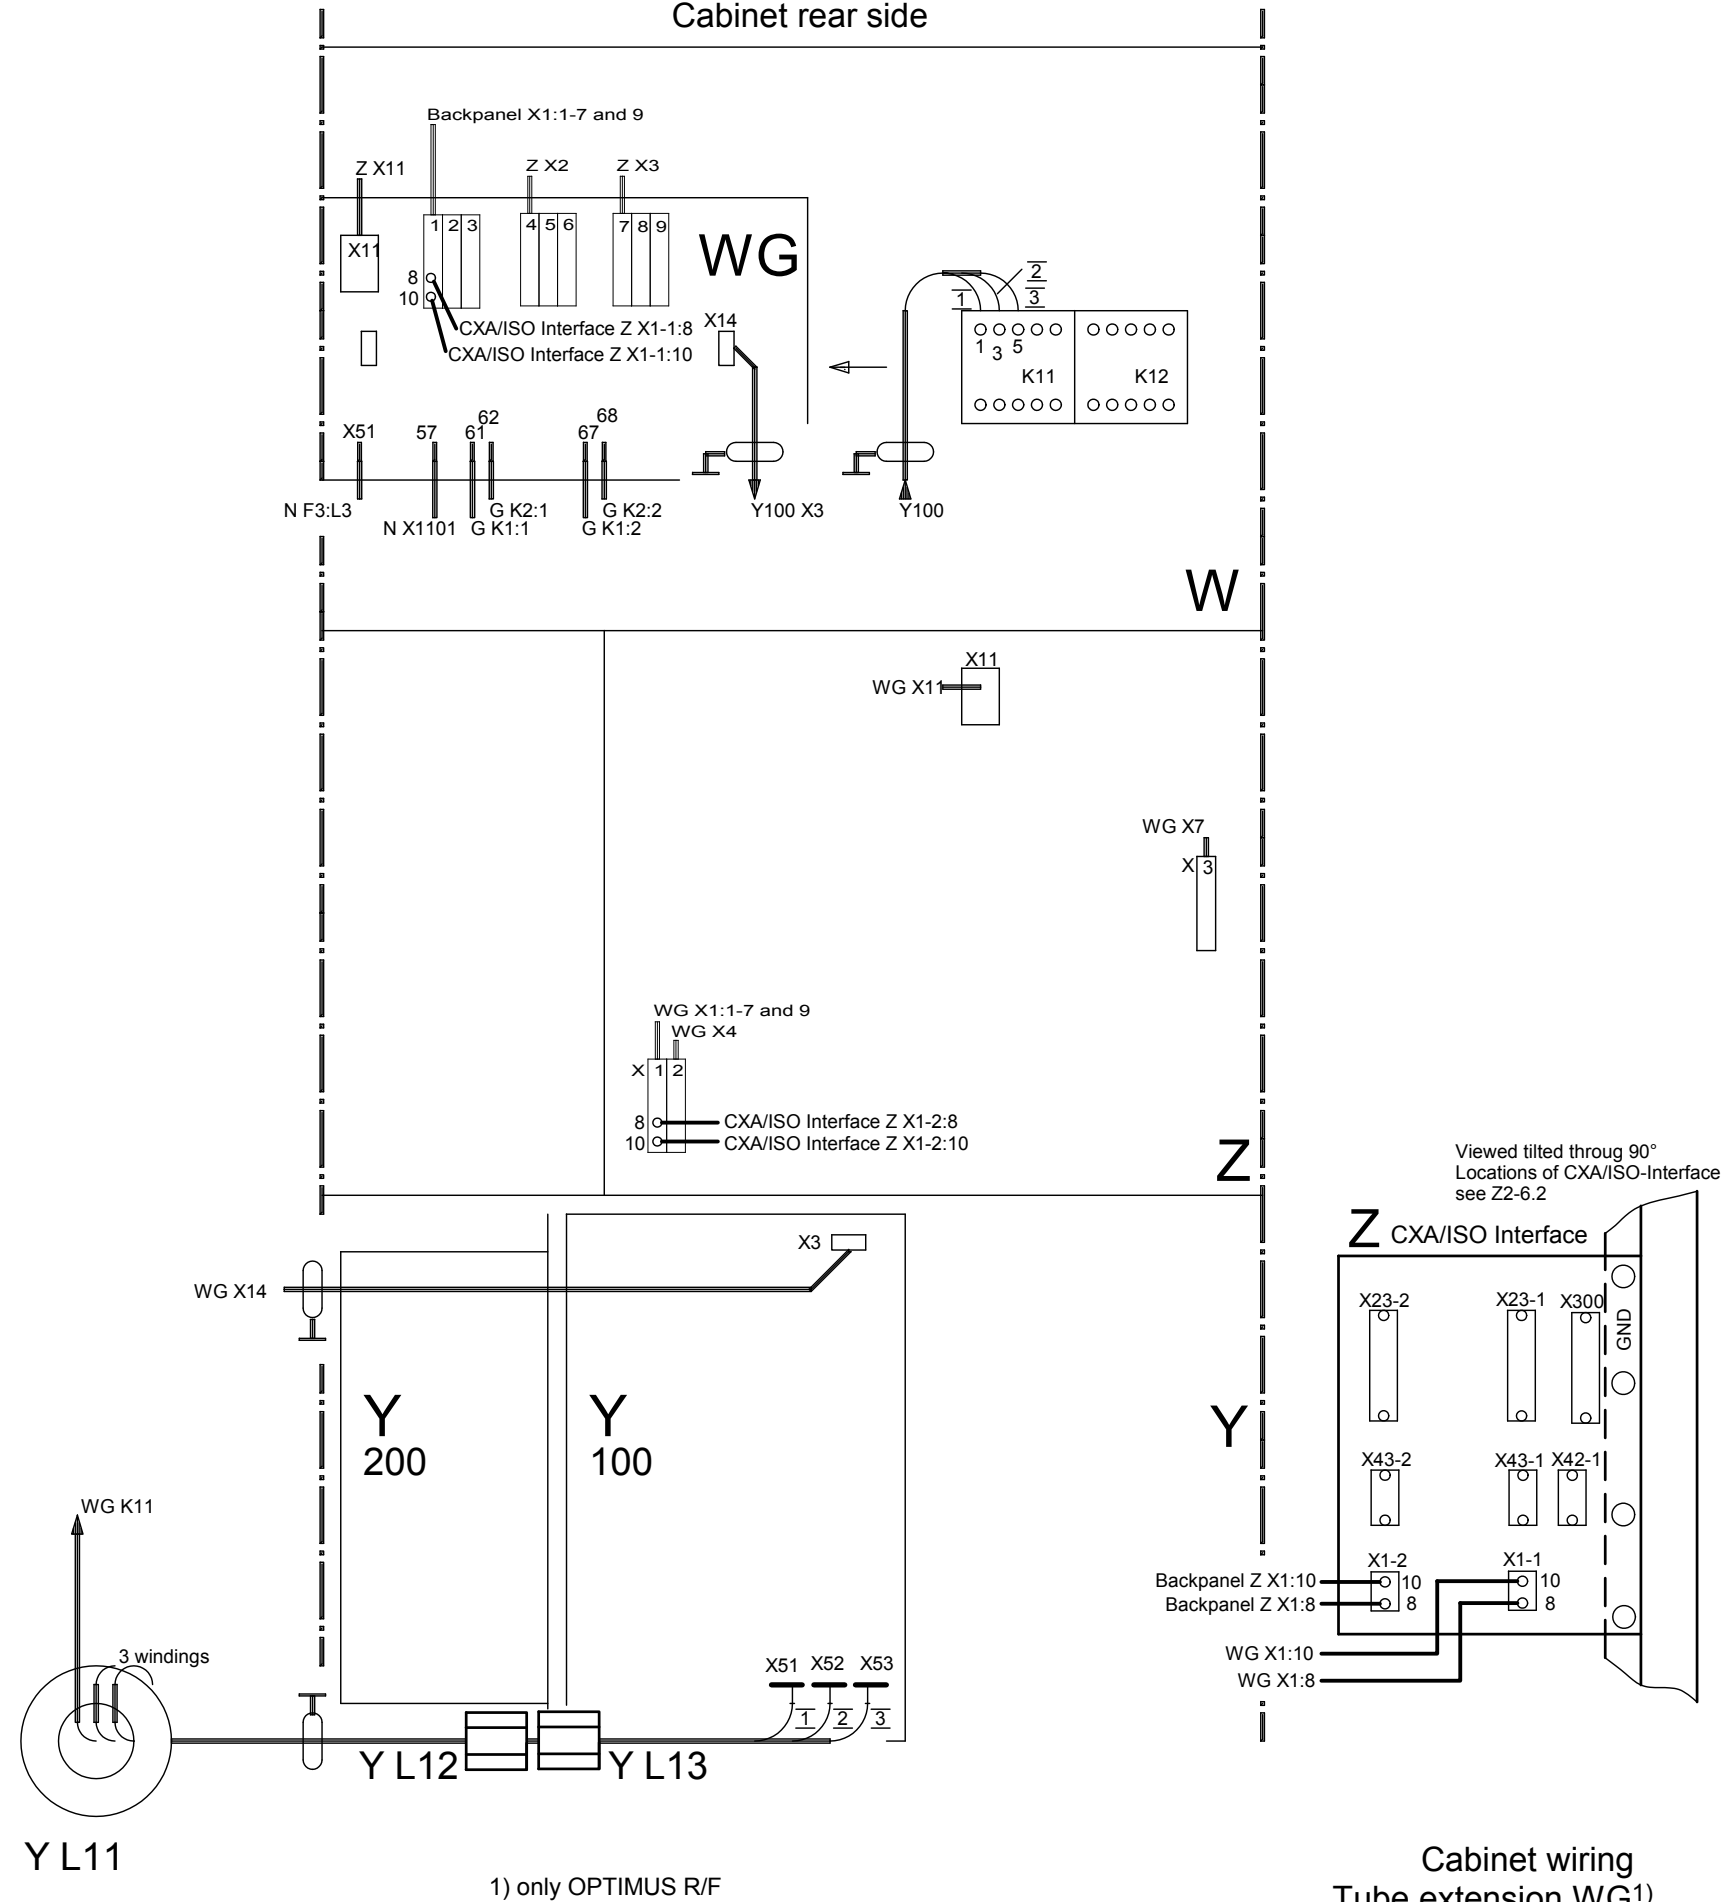 Cabinet rear side
Backpanel X1:1-7 and 9
Z X11
Z X2
Z X3
1 2 3
4 5 6
7 8 9
X11
WG
8
10
CXA/ISO Interface Z X1-1:8
CXA/ISO Interface Z X1-1:10
X14
1
2
3
1
3
5
K11
K12
X51
57
61
62
67
68
N F3:L3
N X1101
G K1:1
G K2:1
G K1:2
G K2:2
Y100 X3
Y100
W
X11
WG X11
WG X7
X 3
WG X1:1-7 and 9
WG X4
X 1 2
8
10
CXA/ISO Interface Z X1-2:8
CXA/ISO Interface Z X1-2:10
Z
Viewed tilted throug 90°
Locations of CXA/ISO-Interface
see Z2-6.2
Z CXA/ISO Interface
X3
WG X14
X23-2
X23-1
X300
GND
Y
200
Y
100
Y
X43-2
X43-1
X42-1
WG K11
X1-2
X1-1
Backpanel Z X1:10
10
10
Backpanel Z X1:8
8
8
WG X1:10
WG X1:8
3 windings
X51
X52
X53
1
2
3
Y L12
Y L13
Y L11
1) only OPTIMUS R/F
Cabinet wiring
Tube extension WG1)